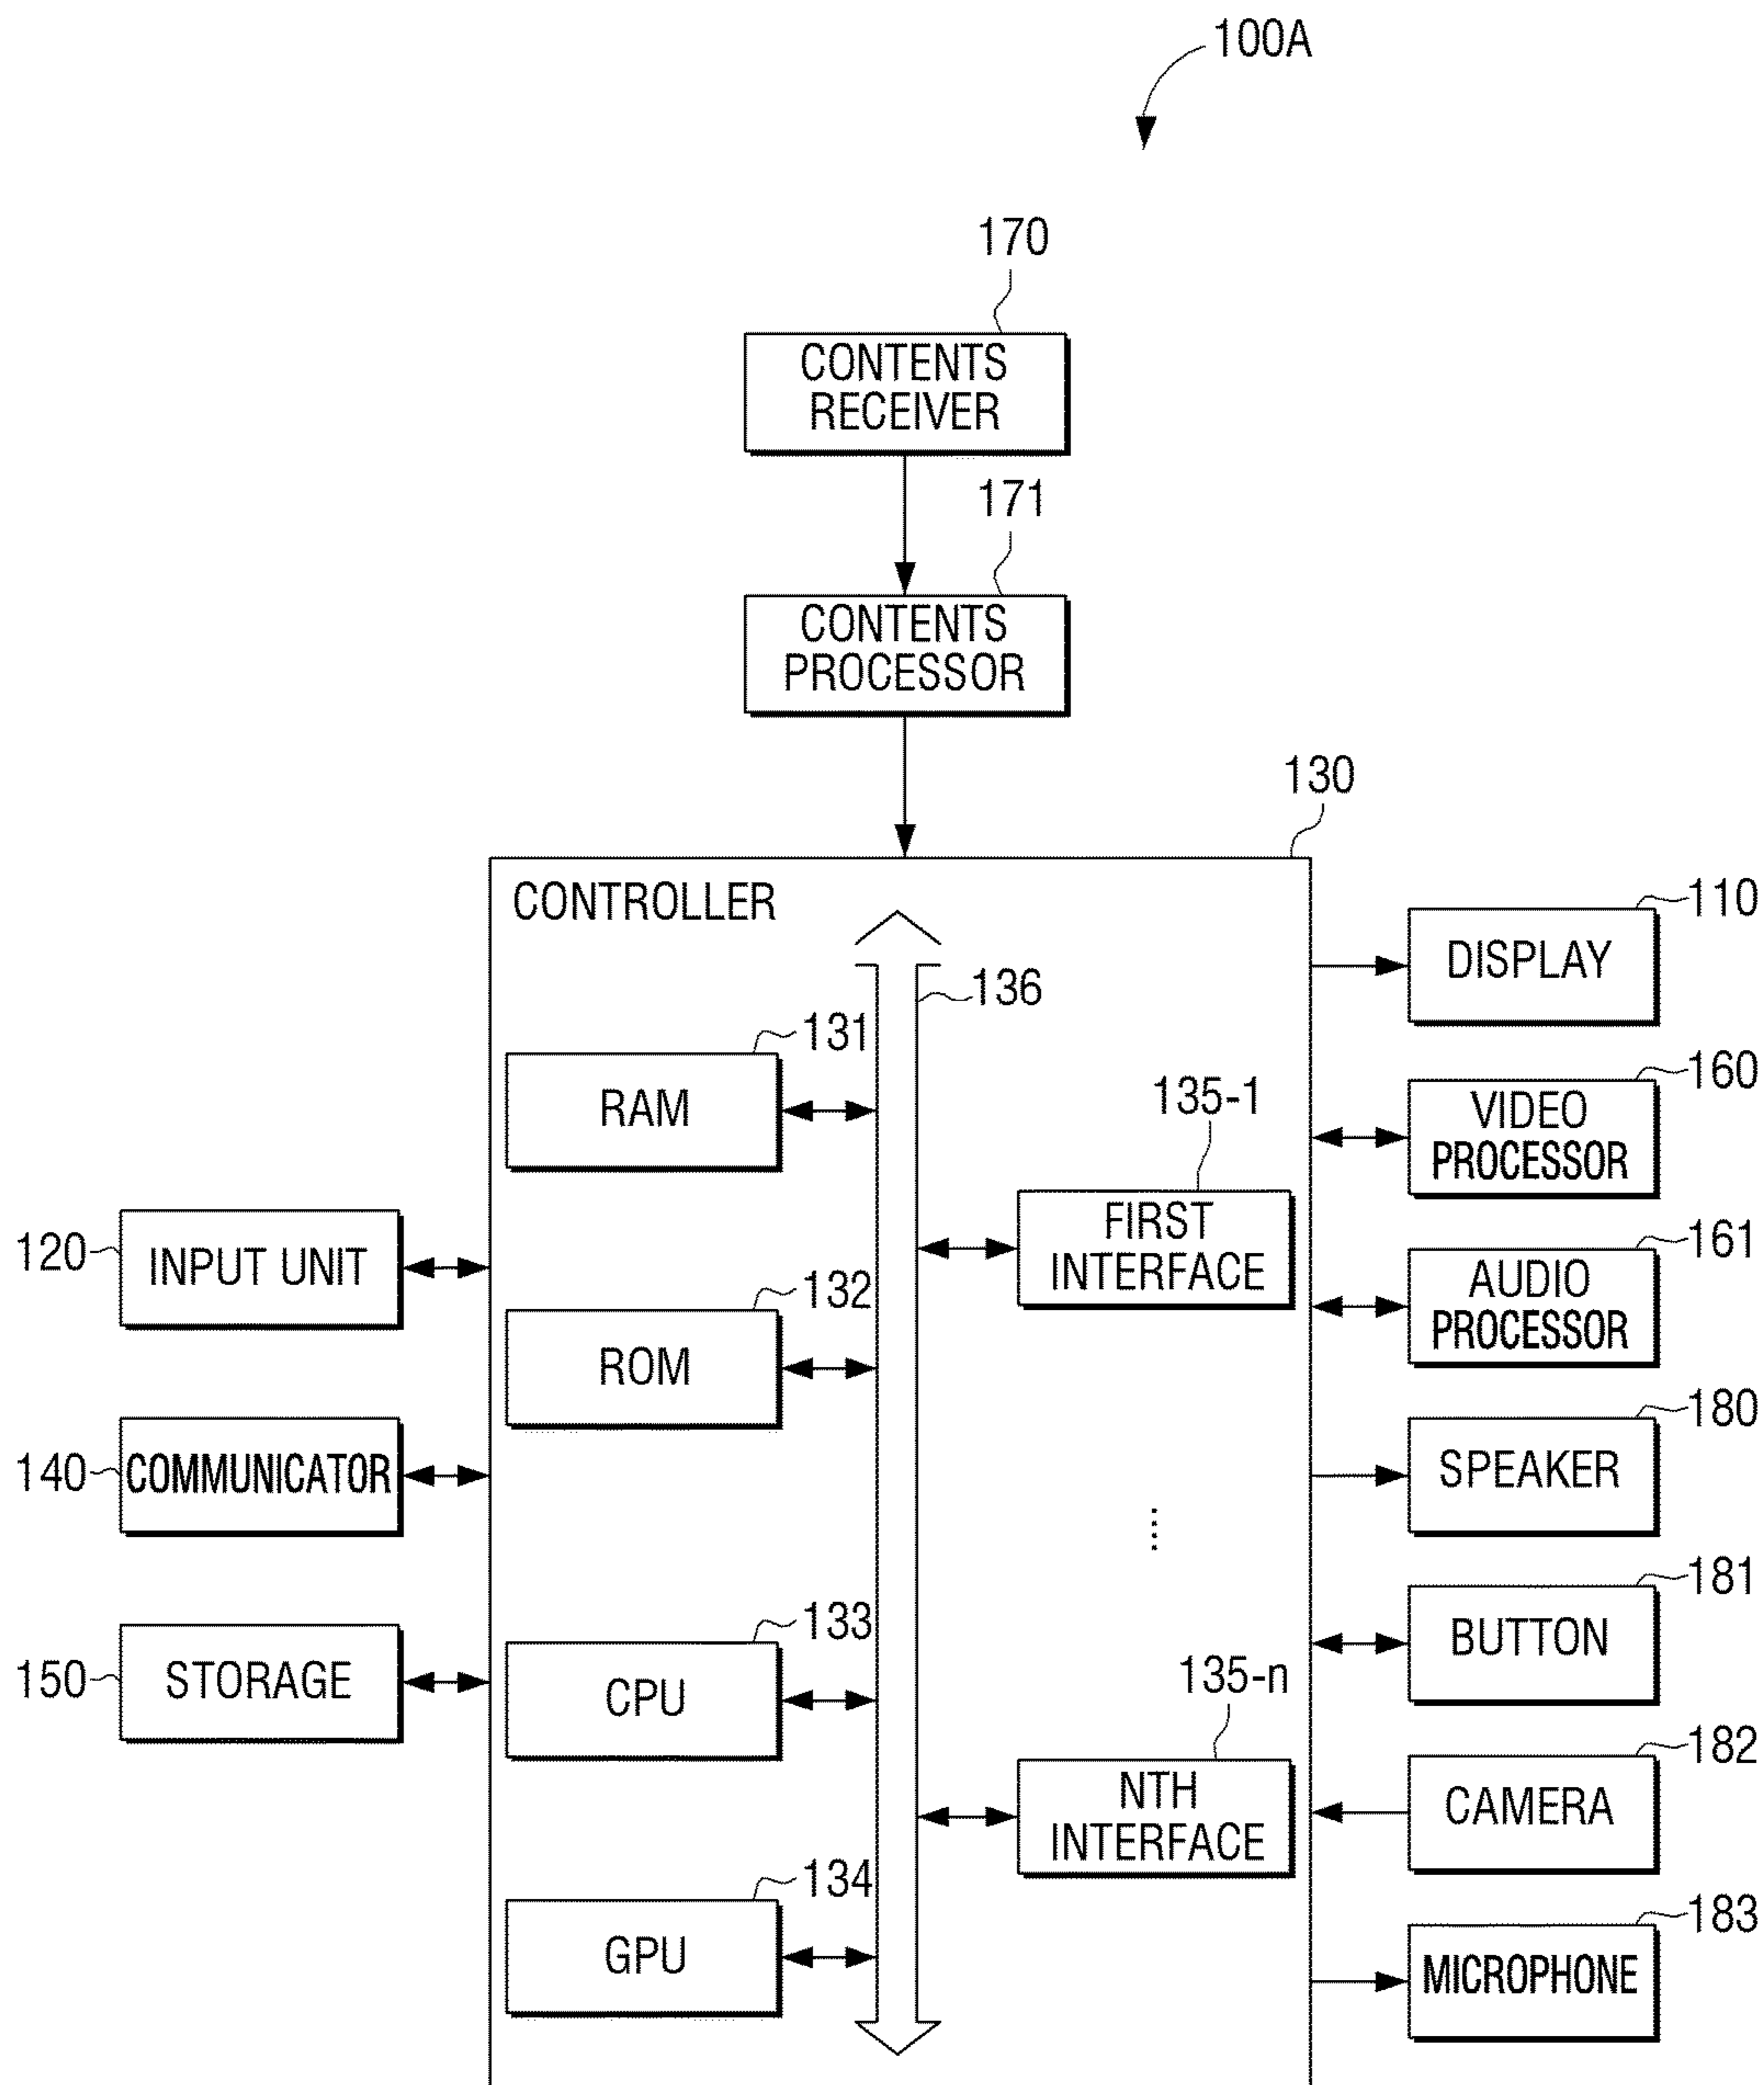 100A
170
CONTENTS
RECEIVER
171
CONTENTS
PROCESSOR
130
CONTROLLER
110
DISPLAY
136
131
RAM
160
VIDEO
PROCESSOR
135-1
FIRST
INTERFACE
120
INPUT UNIT
161
AUDIO
PROCESSOR
132
ROM
140
COMMUNICATOR
180
SPEAKER
....
181
BUTTON
133
CPU
150
STORAGE
135-n
NTH
INTERFACE
182
CAMERA
134
GPU
183
MICROPHONE